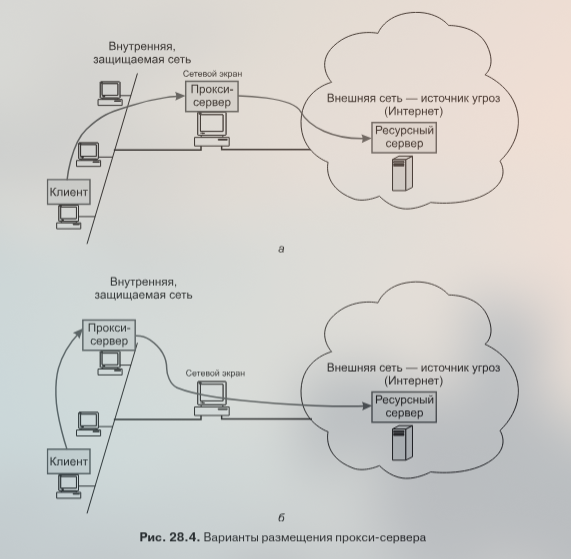 Внутренняя,
защищаемая сеть
Сетевой экран
Прокси-
сервер
Внешняя сеть — источник угроз
(Интернет)
Ресурсный
сервер
Клиент
а
Внутренняя,
защищаемая сеть
Прокси-
сервер
Сетевой экран
Внешняя сеть — источник угроз
(Интернет)
Ресурсный
сервер
Клиент
б
Рис. 28.4. Варианты размещения прокси-сервера